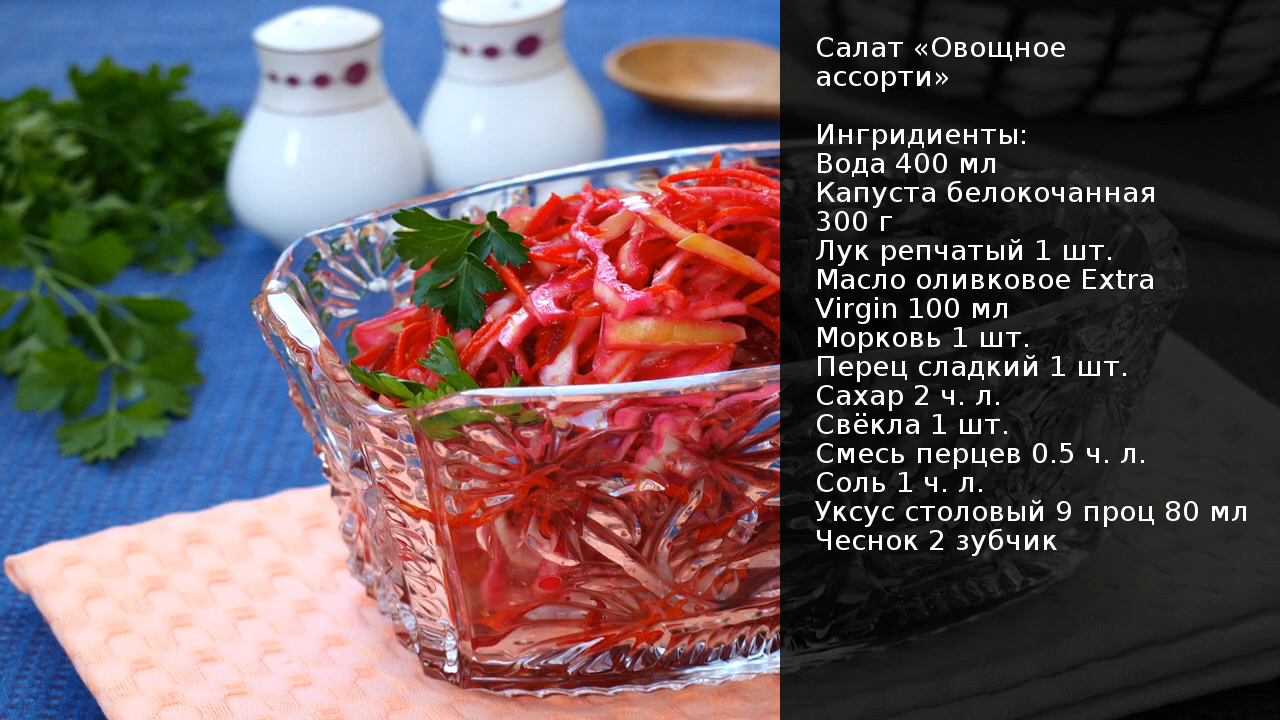 Салат «Овощное
ассорти»
Ингридиенты:
Вода 400 мл
Капуста белокочанная
300 г
Лук репчатый 1 шт.
Масло оливковое Extra
Virgin 100 мл
Морковь 1 шт.
Перец сладкий 1 шт.
Сахар 2 ч. л.
Свёкла 1 шт.
Смесь перцев 0.5 ч. л.
Соль 1 ч. л.
Уксус столовый 9 проц 80 мл
Чеснок 2 зубчик